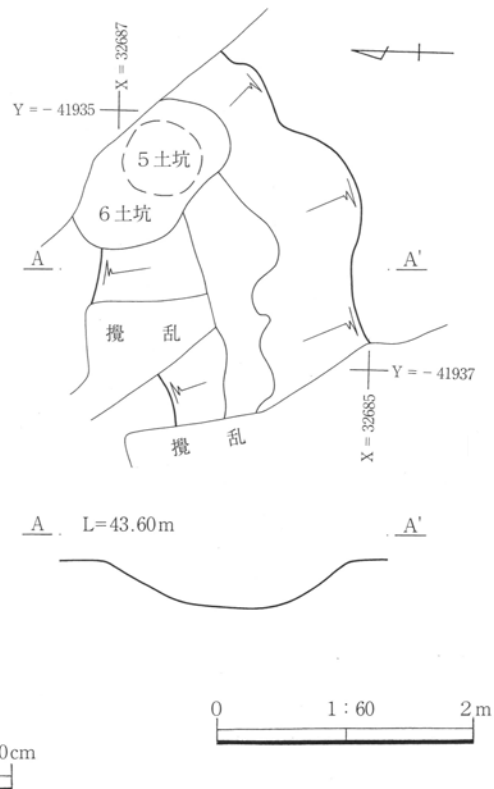 X = 32687
Y = − 41935
5土坑
6土坑
A A'
攪 乱
Y = − 41937
X = 32685
攪 乱
A L=43.60m A'
0 1:60 2m
0cm